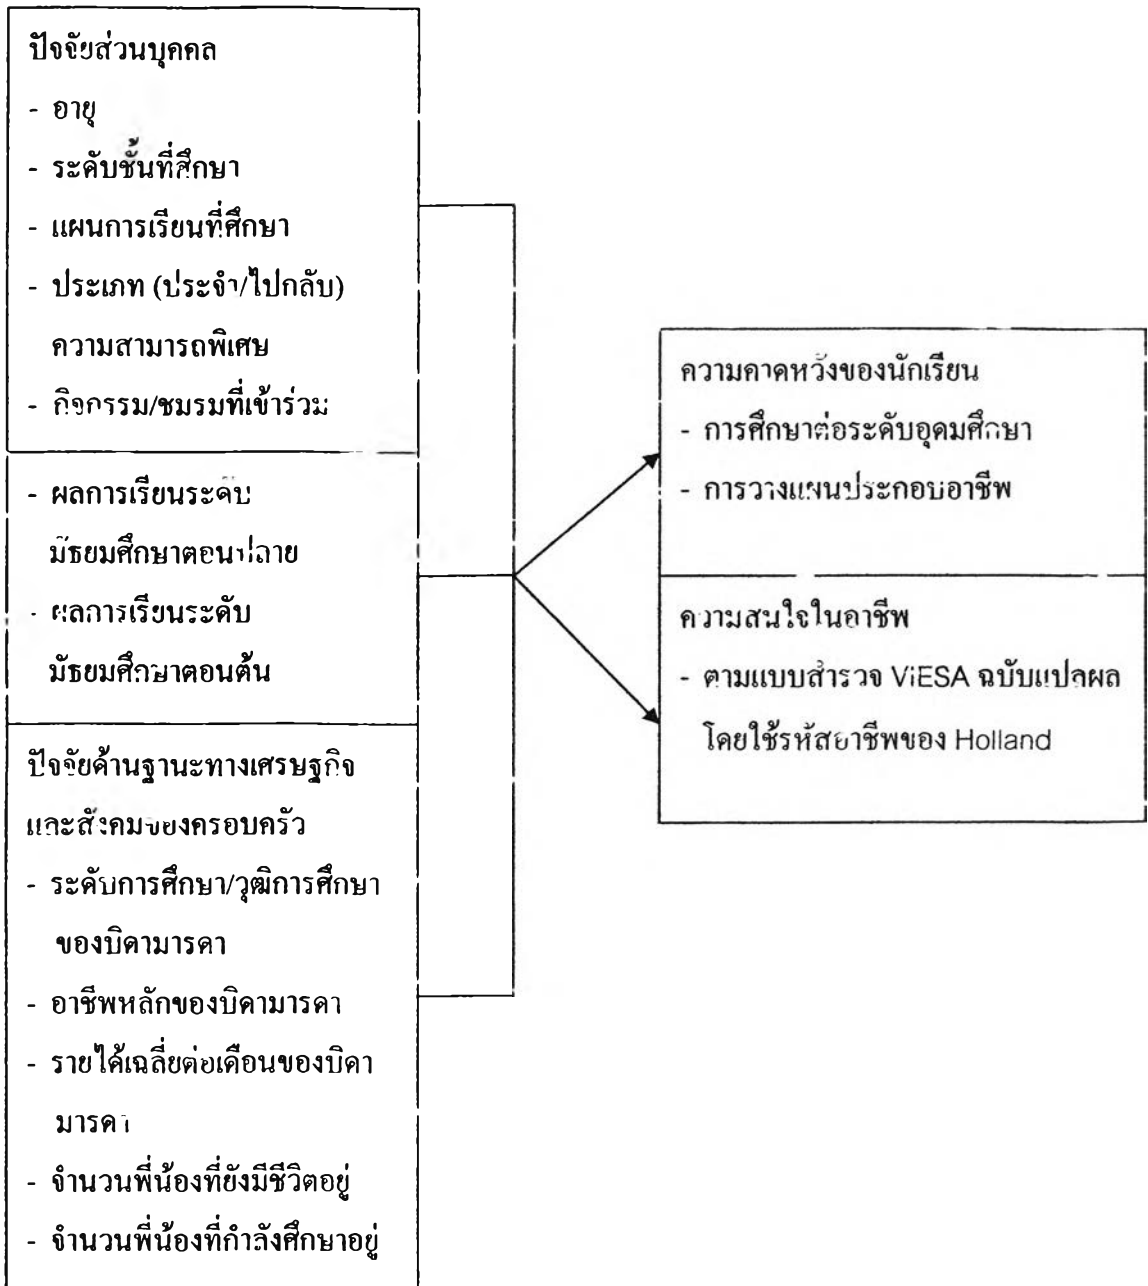 ปัจจัยส่วนบุคคล
- อายุ
- ระดับชั้นที่ศึกษา
- แผนการเรียนที่ศึกษา
- ประเภท (ประจำ/ไปกลับ)
ความสามารถพิเศษ
- กิจกรรม/ชมรมที่เข้าร่วม
- ผลการเรียนระดับ
มัธยมศึกษาตอนปลาย
- ผลการเรียนระดับ
มัธยมศึกษาตอนต้น
ปัจจัยด้านฐานะทางเศรษฐกิจ
และสังคมของครอบครัว
- ระดับการศึกษา/วุฒิการศึกษา
ของบิดามารดา
- อาชีพหลักของบิดามารดา
- รายได้เฉลี่ยต่อเดือนของบิดา
มารดา
- จำนวนพี่น้องที่ยังมีชีวิตอยู่
- จำนวนพี่น้องที่กำลังศึกษาอยู่
ความคาดหวังของนักเรียน
- การศึกษาต่อระดับอุดมศึกษา
- การวางแผนประกอบอาชีพ
ความสนใจในอาชีพ
- ตามแบบสำรวจ ViESA ฉบับแปลผล
โดยใช้รหัสอาชีพของ Holland